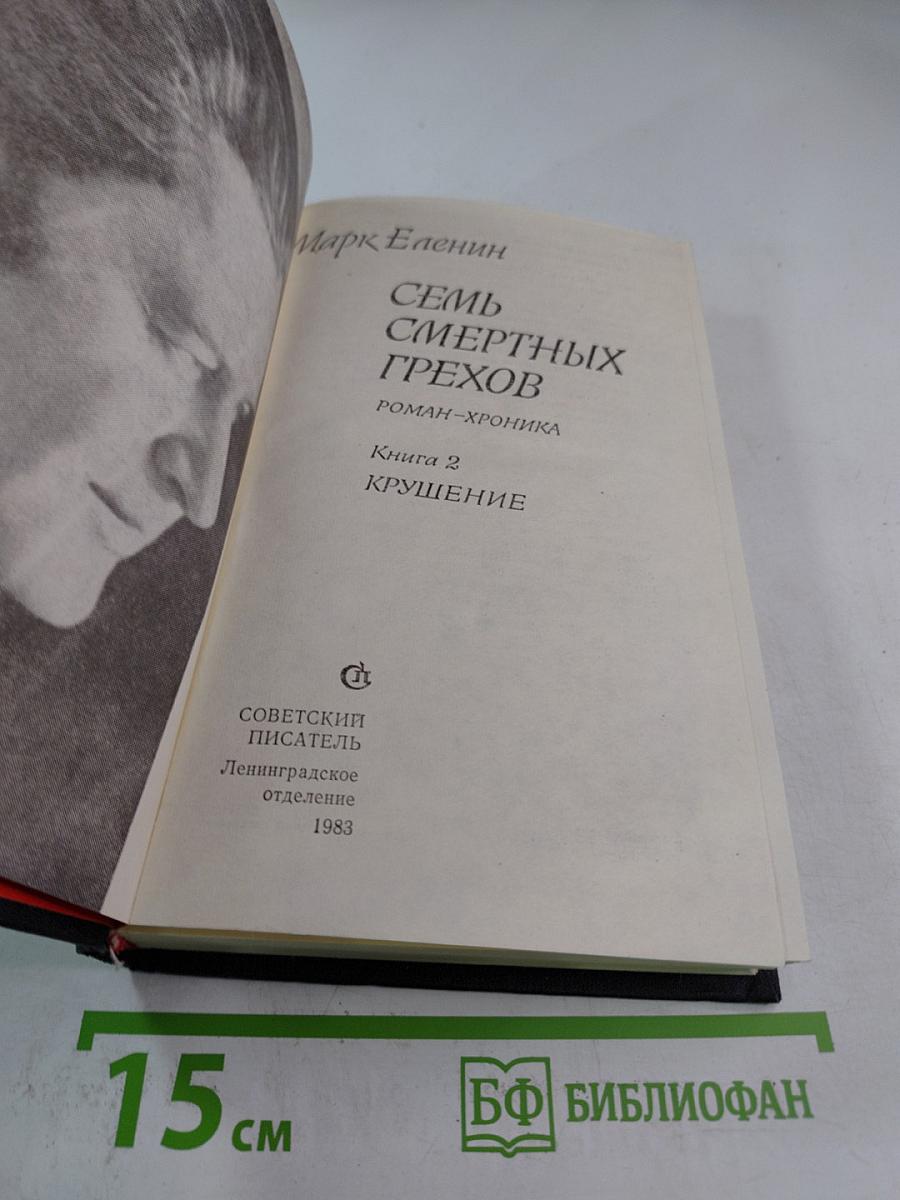 Марк Еленин
СЕМЬ
СМЕРТНЫХ
ГРЕХОВ
РОМАН-ХРОНИКА
Книга 2
КРУШЕНИЕ
СП
СОВЕТСКИЙ
ПИСАТЕЛЬ
Ленинградское
отделение
1983
15 см
БФ БИБЛИОФАН